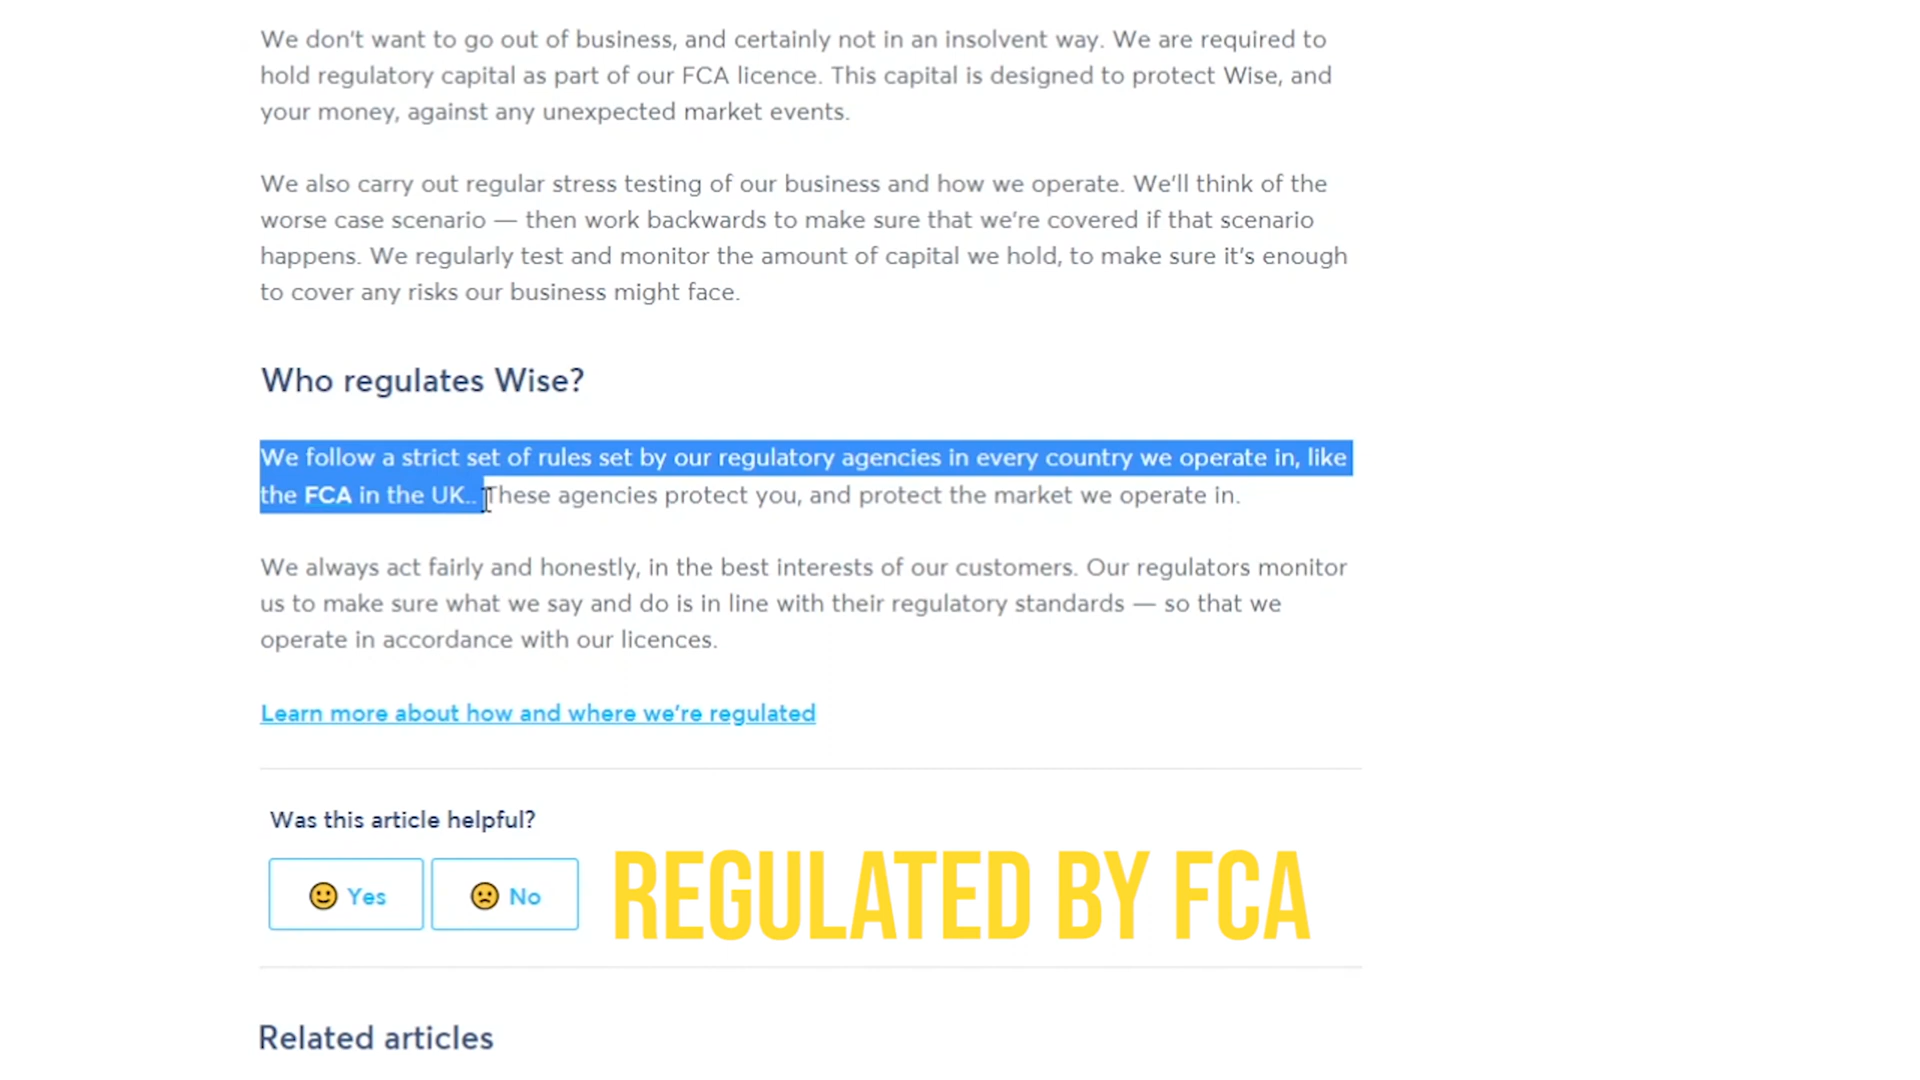 We don't want to go out of business, and certainly not in an insolvent way. We are required to
hold regulatory capital as part of our FCA licence. This capital is designed to protect Wise, and
your money, against any unexpected market events.
We also carry out regular stress testing of our business and how we operate. We'll think of the
worse case scenario — then work backwards to make sure that we're covered if that scenario
happens. We regularly test and monitor the amount of capital we hold, to make sure it's enough
to cover any risks our business might face.
Who regulates Wise?
We follow a strict set of rules set by our regulatory agencies in every country we operate in, like
the FCA in the UK.. These agencies protect you, and protect the market we operate in.
We always act fairly and honestly, in the best interests of our customers. Our regulators monitor
us to make sure what we say and do is in line with their regulatory standards — so that we
operate in accordance with our licences.
Learn more about how and where we're regulated
Was this article helpful?
Yes No REGULATED BY FCA
Related articles